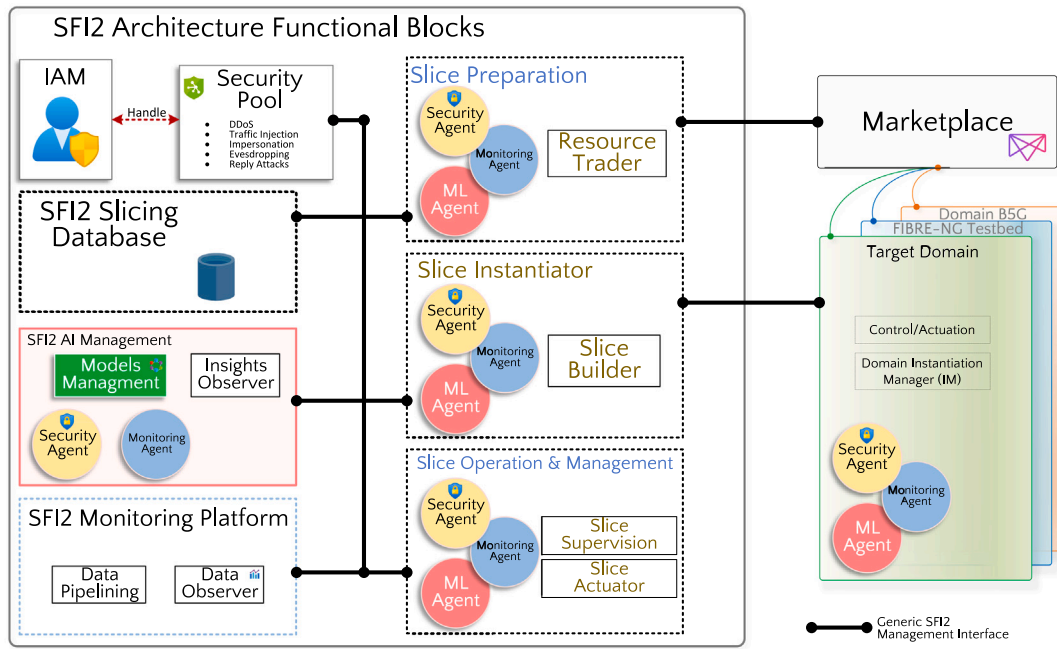 SFI2 Architecture Functional Blocks
IAM
Handle
Security
Pool
DDoS
Traffic Injection
Impersonation
Evesdropping
Reply Attacks
SFI2 Slicing
Database
SFI2 AI Management
Models
Managment
Insights
Observer
Security
Agent
Monitoring
Agent
SFI2 Monitoring Platform
Data
Pipelining
Data
Observer
Slice Preparation
Security
Agent
Monitoring
Agent
ML
Agent
Resource
Trader
Slice Instantiator
Security
Agent
Monitoring
Agent
ML
Agent
Slice
Builder
Slice Operation & Management
Security
Agent
Monitoring
Agent
ML
Agent
Slice
Supervision
Slice
Actuator
Marketplace
Domain B5G
FIBRE-NG Testbed
Target Domain
Control/Actuation
Domain Instantiation
Manager (IM)
Security
Agent
Monitoring
Agent
ML
Agent
Generic SFI2
Management Interface